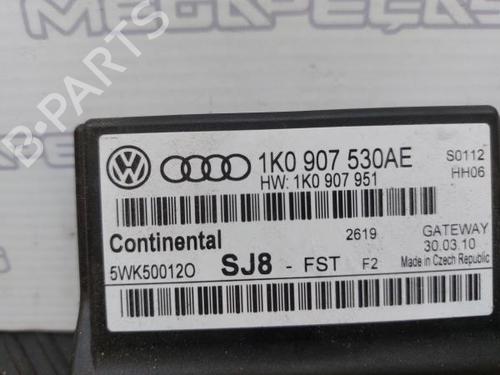 MEGAPEÇAS
B-PARTS
1K0 907 530AE
S0112
HW: 1K0 907 951
HH06
Continental
2619
GATEWAY
30.03.10
5WK50012O
SJ8 - FST F2
Made in Czech Republic